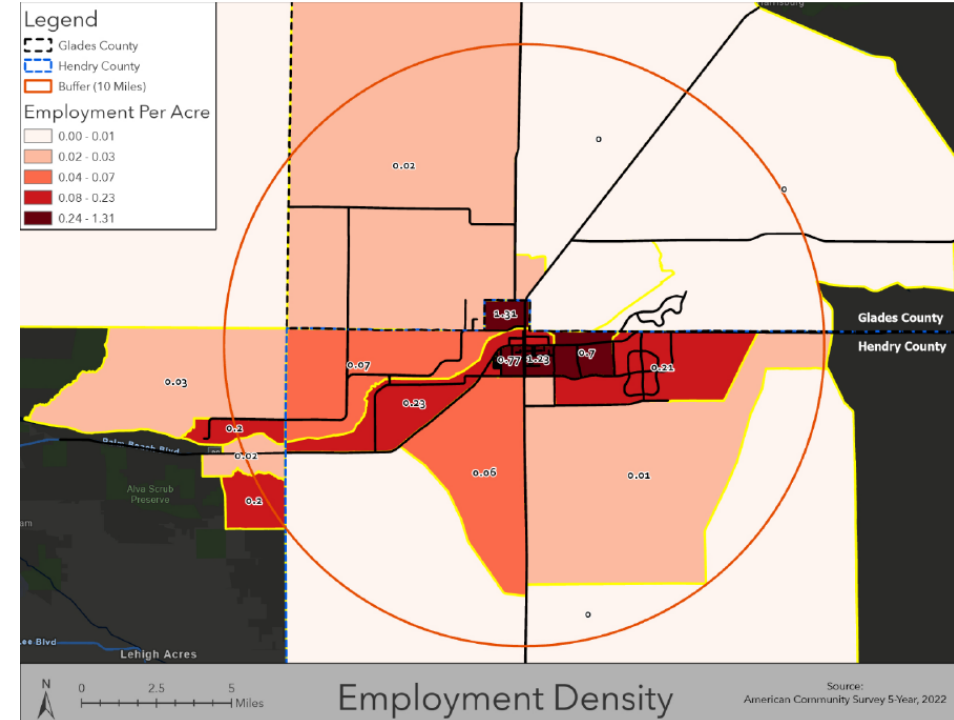 Legend
Glades County
Hendry County
Buffer (10 Miles)
Employment Per Acre
0.00 - 0.01
0.02 - 0.03
0.04 - 0.07
0.08 - 0.23
0.24 - 1.31
0.02
0
0
1.31
Glades County
Hendry County
0.77
1.23
0.7
0.07
0.21
0.03
0.23
0.2
Palm Beach Blvd
0.02
0.06
0.01
Alva Scrub
Preserve
0.2
0
Lee Blvd
Lehigh Acres
N
0
2.5
5
Miles
Employment Density
Source:
American Community Survey 5-Year, 2022